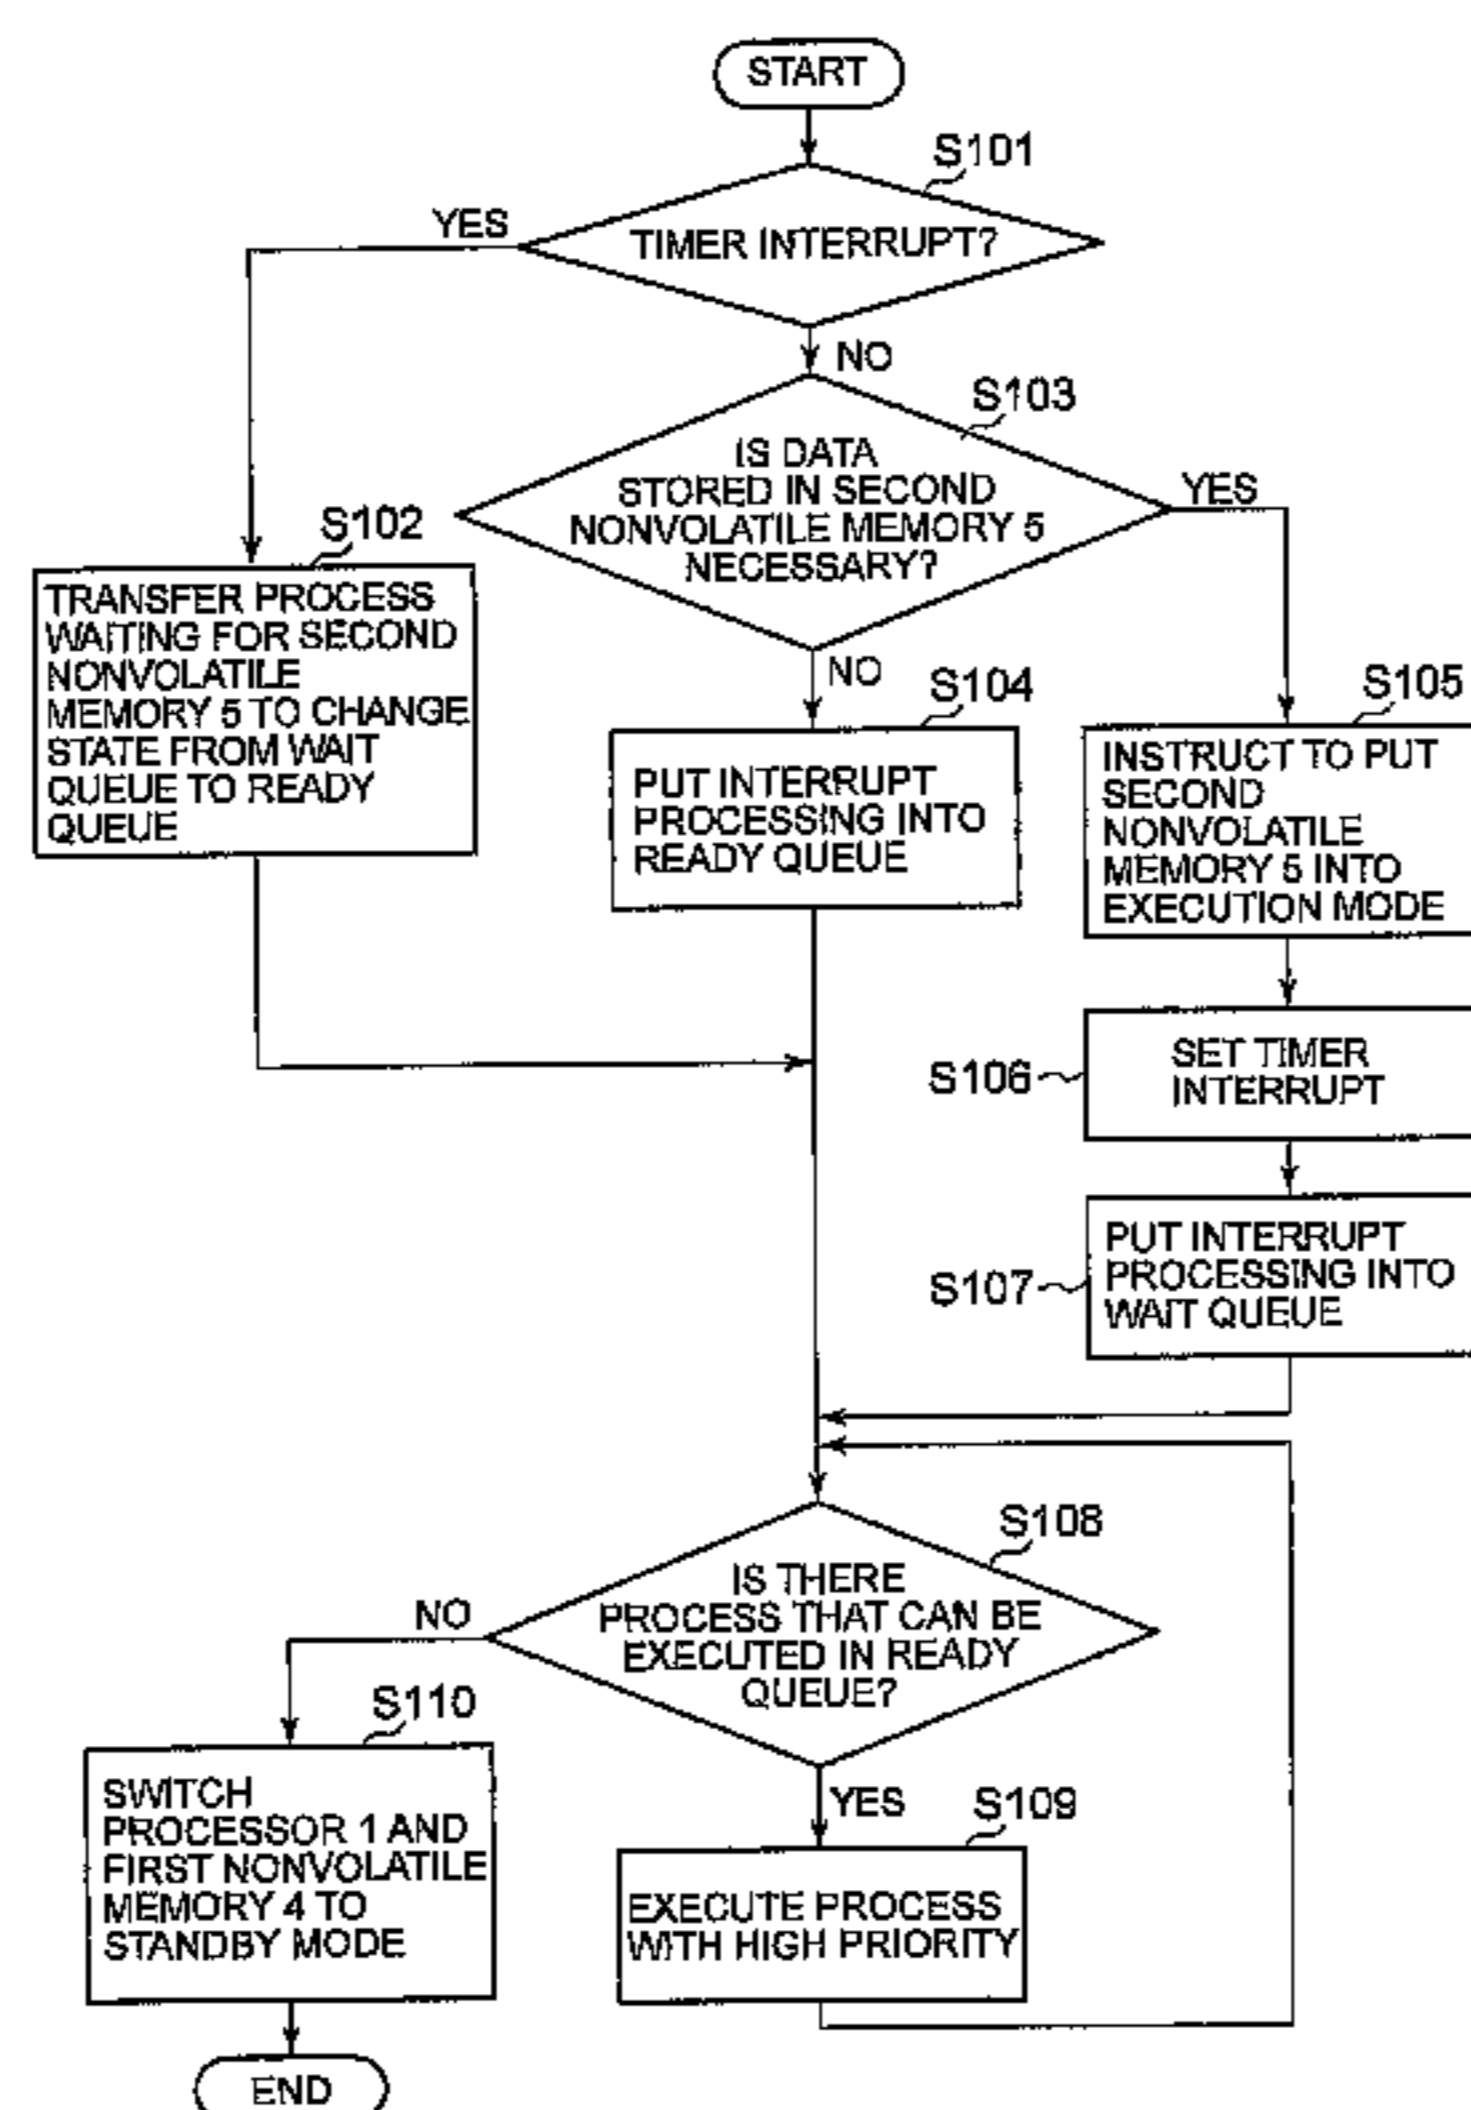 START
S101
YES
TIMER INTERRUPT?
NO
S103
IS DATA
STORED IN SECOND
NONVOLATILE MEMORY 5
NECESSARY?
YES
S102
TRANSFER PROCESS
WAITING FOR SECOND
NONVOLATILE
MEMORY 5 TO CHANGE
STATE FROM WAIT
QUEUE TO READY
QUEUE
NO
S104
PUT INTERRUPT
PROCESSING INTO
READY QUEUE
S105
INSTRUCT TO PUT
SECOND
NONVOLATILE
MEMORY 5 INTO
EXECUTION MODE
S106
SET TIMER
INTERRUPT
S107
PUT INTERRUPT
PROCESSING INTO
WAIT QUEUE
S108
IS THERE
PROCESS THAT CAN BE
EXECUTED IN READY
QUEUE?
NO
S110
SWITCH
PROCESSOR 1 AND
FIRST NONVOLATILE
MEMORY 4 TO
STANDBY MODE
YES
S109
EXECUTE PROCESS
WITH HIGH PRIORITY
END